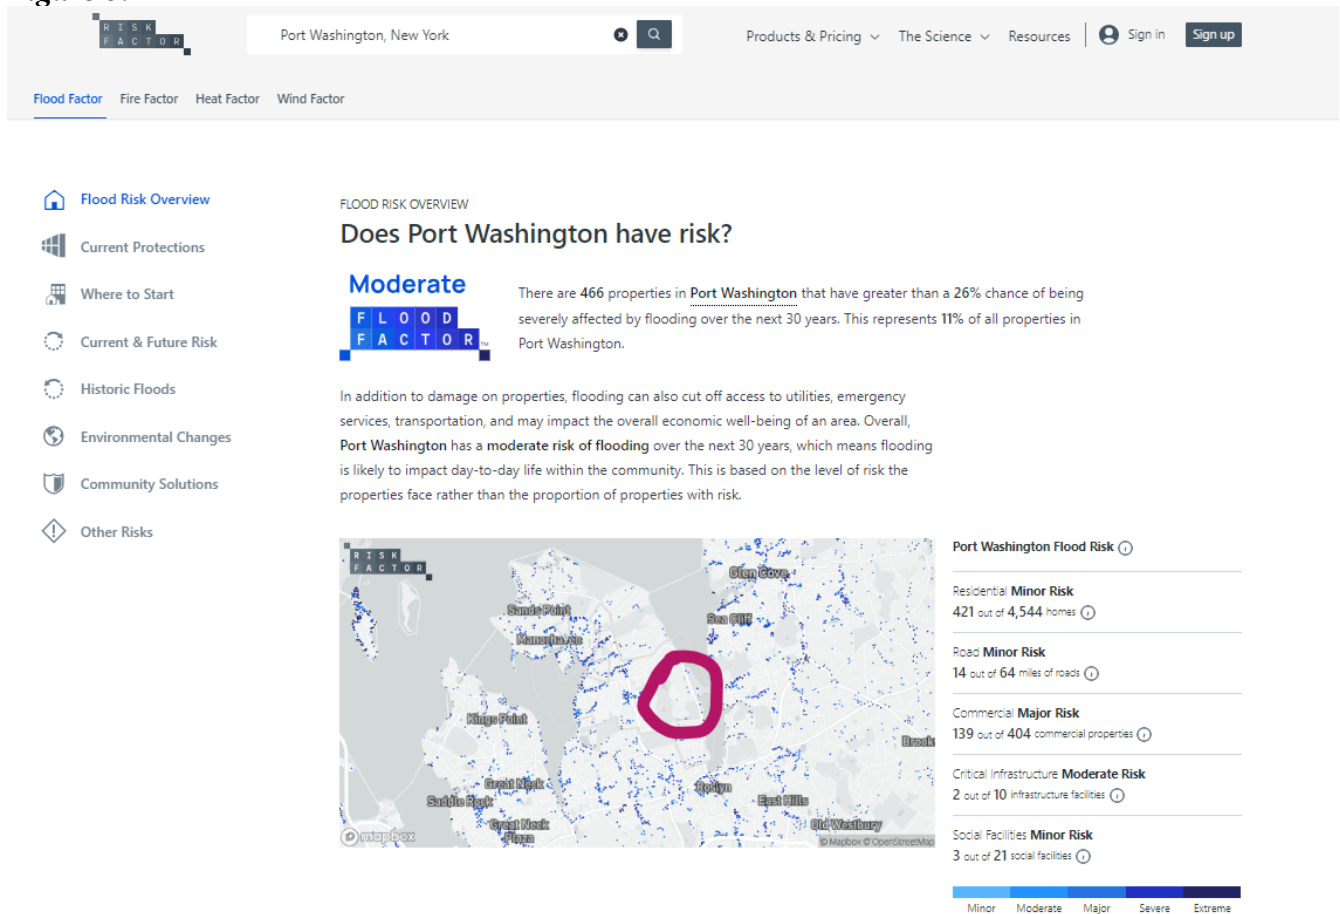 RISK
FACTOR
Port Washington, New York
Products & Pricing
The Science
Resources
Sign in
Sign up
Flood Factor
Fire Factor
Heat Factor
Wind Factor
Flood Risk Overview
Current Protections
Where to Start
Current & Future Risk
Historic Floods
Environmental Changes
Community Solutions
Other Risks
FLOOD RISK OVERVIEW
Does Port Washington have risk?
Moderate
FLOOD
FACTOR™
There are 466 properties in Port Washington that have greater than a 26% chance of being
severely affected by flooding over the next 30 years. This represents 11% of all properties in
Port Washington.
In addition to damage on properties, flooding can also cut off access to utilities, emergency
services, transportation, and may impact the overall economic well-being of an area. Overall,
Port Washington has a moderate risk of flooding over the next 30 years, which means flooding
is likely to impact day-to-day life within the community. This is based on the level of risk the
properties face rather than the proportion of properties with risk.
RISK
FACTOR
Glen Cove
Sands Point
Sea Cliff
Manorhaven
Kings Point
Brook
Great Neck
Roslyn
Saddle Rock
East Hills
Great Neck
Plaza
Old Westbury
mapbox
© Mapbox © OpenStreetMap
Port Washington Flood Risk
Residential Minor Risk
421 out of 4,544 homes
Road Minor Risk
14 out of 64 miles of roads
Commercial Major Risk
139 out of 404 commercial properties
Critical Infrastructure Moderate Risk
2 out of 10 infrastructure facilities
Social Facilities Minor Risk
3 out of 21 social facilities
Minor Moderate Major Severe Extreme